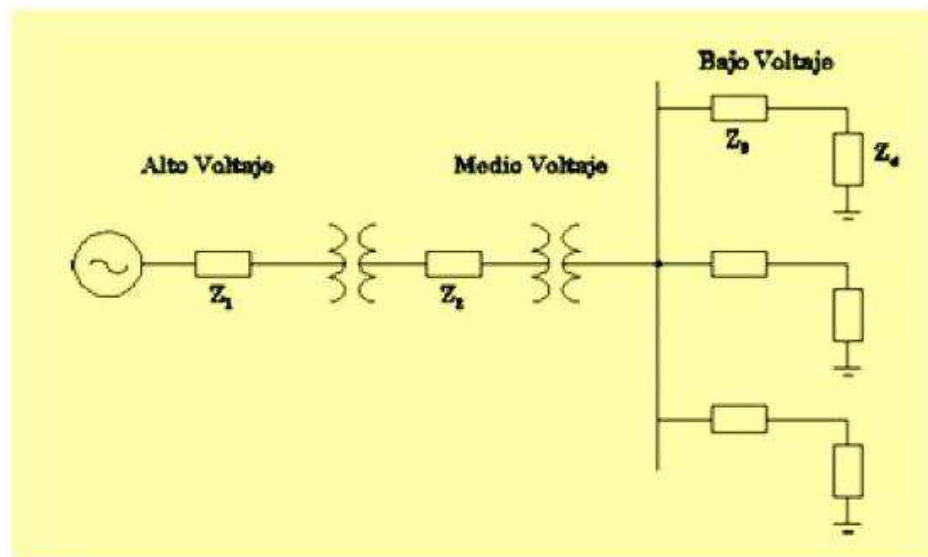 Bajo Voltaje
Z₃
Z₄
Alto Voltaje
Medio Voltaje
Z₁
Z₂